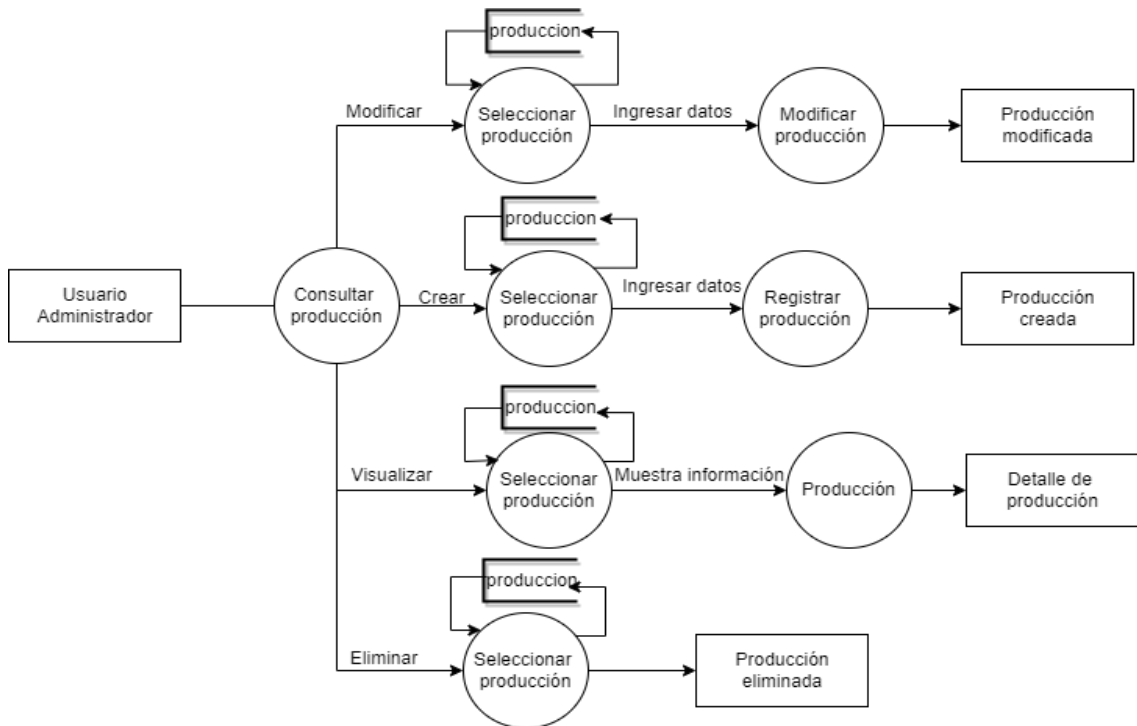 produccion
Modificar
Seleccionar
producción
Ingresar datos
Modificar
producción
Producción
modificada
produccion
Usuario
Administrador
Consultar
producción
Crear
Seleccionar
producción
Ingresar datos
Registrar
producción
Producción
creada
produccion
Visualizar
Seleccionar
producción
Muestra información
Producción
Detalle de
producción
produccion
Eliminar
Seleccionar
producción
Producción
eliminada